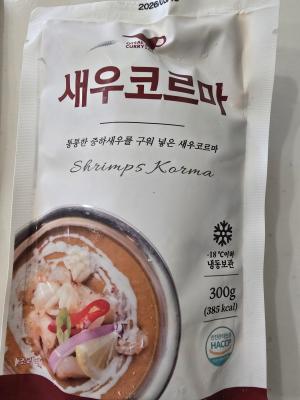 CURRY
새우코르마
통통한 중하새우를 구워 넣은 새우코르마
Shrimps Korma
-18℃이하
냉동보관
300g
(385 kcal)
HACCP